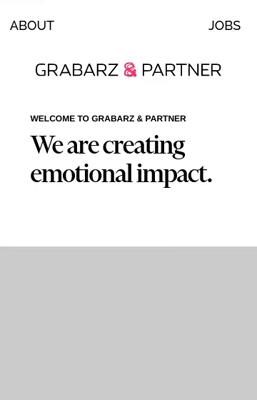 ABOUT JOBS
GRABARZ & PARTNER
WELCOME TO GRABARZ & PARTNER
We are creating
emotional impact.